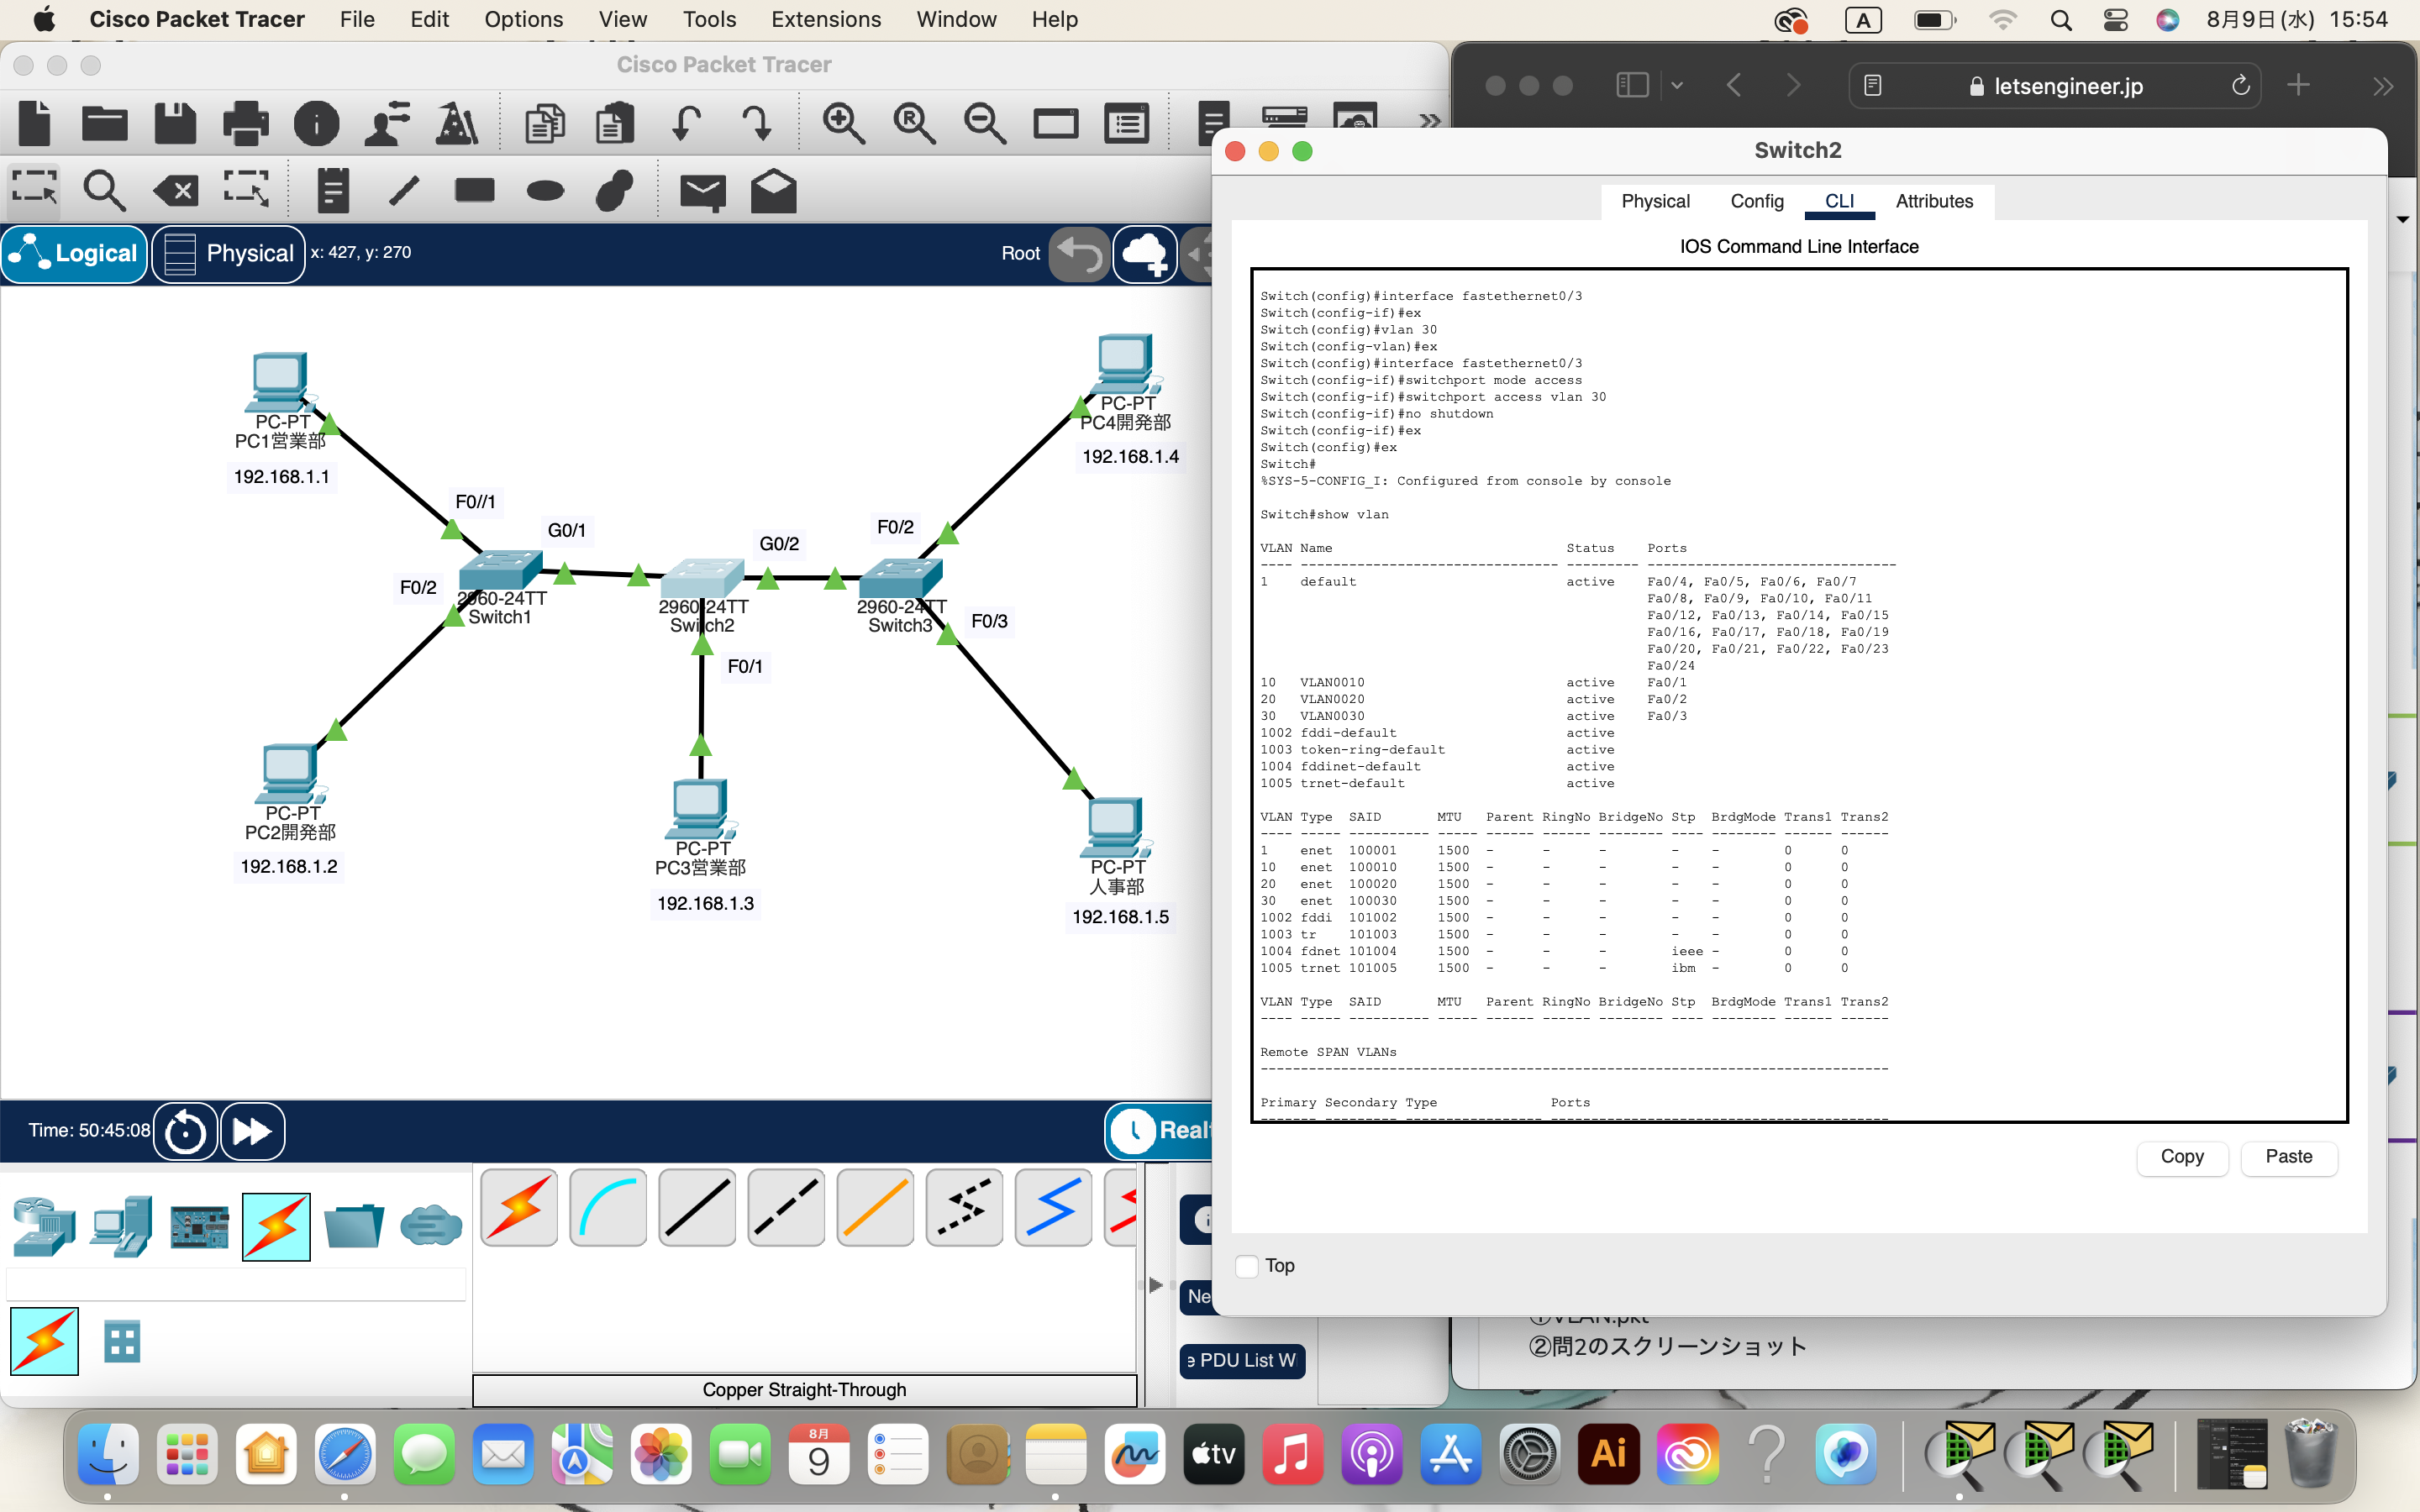 Cisco Packet Tracer File Edit Options View Tools Extensions Window Help
A
8月9日(水) 15:54
Cisco Packet Tracer
letsengineer.jp
Logical
Physical
x: 427, y: 270
Root
PC-PT
PC1営業部
192.168.1.1
PC-PT
PC4開発部
192.168.1.4
F0//1
G0/1
G0/2
F0/2
F0/2
2960-24TT
Switch1
2960-24TT
Switch2
2960-24TT
Switch3
F0/3
F0/1
PC-PT
PC2開発部
192.168.1.2
PC-PT
PC3営業部
192.168.1.3
PC-PT
人事部
192.168.1.5
Time: 50:45:08
Realt
Copper Straight-Through
Ne
e PDU List Wi
Switch2
Physical Config CLI Attributes
IOS Command Line Interface
Switch(config)#interface fastethernet0/3
Switch(config-if)#ex
Switch(config)#vlan 30
Switch(config-vlan)#ex
Switch(config)#interface fastethernet0/3
Switch(config-if)#switchport mode access
Switch(config-if)#switchport access vlan 30
Switch(config-if)#no shutdown
Switch(config-if)#ex
Switch(config)#ex
Switch#
%SYS-5-CONFIG_I: Configured from console by console
Switch#show vlan
VLAN Name Status Ports
---- -------------------------------- --------- -------------------------------
1 default active Fa0/4, Fa0/5, Fa0/6, Fa0/7
Fa0/8, Fa0/9, Fa0/10, Fa0/11
Fa0/12, Fa0/13, Fa0/14, Fa0/15
Fa0/16, Fa0/17, Fa0/18, Fa0/19
Fa0/20, Fa0/21, Fa0/22, Fa0/23
Fa0/24
10 VLAN0010 active Fa0/1
20 VLAN0020 active Fa0/2
30 VLAN0030 active Fa0/3
1002 fddi-default active
1003 token-ring-default active
1004 fddinet-default active
1005 trnet-default active
VLAN Type SAID MTU Parent RingNo BridgeNo Stp BrdgMode Trans1 Trans2
---- ----- ---------- ----- ------ ------ -------- ---- -------- ------ ------
1 enet 100001 1500 - - - - - 0 0
10 enet 100010 1500 - - - - - 0 0
20 enet 100020 1500 - - - - - 0 0
30 enet 100030 1500 - - - - - 0 0
1002 fddi 101002 1500 - - - - - 0 0
1003 tr 101003 1500 - - - - - 0 0
1004 fdnet 101004 1500 - - - ieee - 0 0
1005 trnet 101005 1500 - - - ibm - 0 0
VLAN Type SAID MTU Parent RingNo BridgeNo Stp BrdgMode Trans1 Trans2
---- ----- ---------- ----- ------ ------ -------- ---- -------- ------ ------
Remote SPAN VLANs
------------------------------------------------------------------------------
Primary Secondary Type Ports
------- --------- ----------------- ------------------------------------------
Copy
Paste
Top
①VLAN.pkt
②問2のスクリーンショット
8月
9
tv
Ai